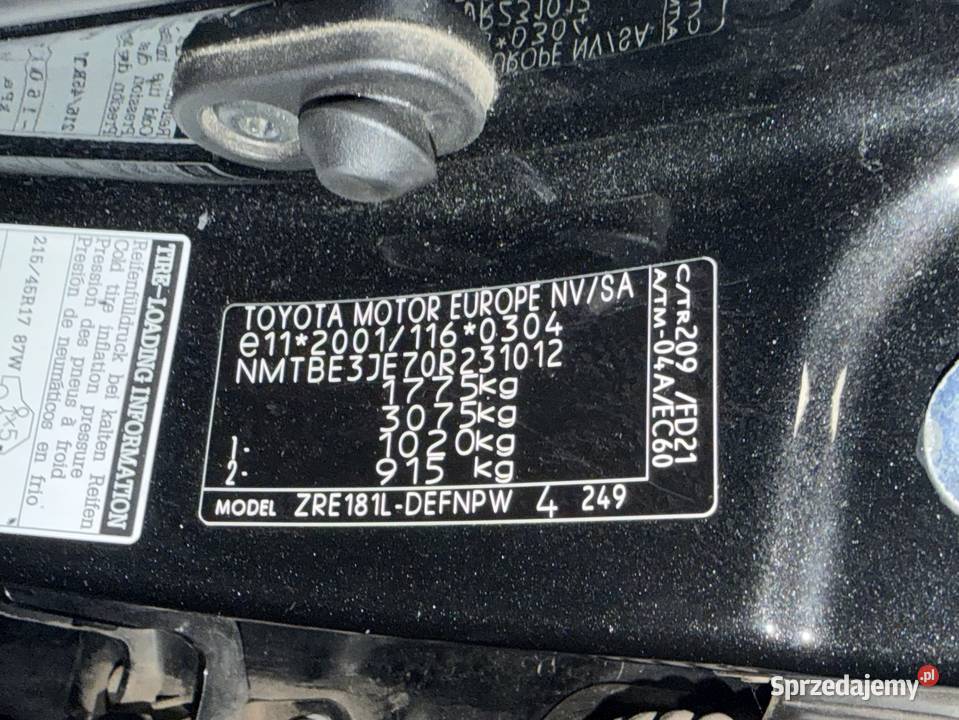 TOYOTA MOTOR EUROPE NV/SA
e11*2001/116*0304
NMTBE3JE70R231012
1775kg
3075kg
1- 1020kg
2- 915 kg
MODEL ZRE181L-DEFNPW 4 249
C/TR209 /FD21
A/TM-04A/EC60
TIRE-LOADING INFORMATION
Reifenfülldruck bei kalten Reifen
Cold tire inflation pressure
Pression des pneus à froid
Presión de neumáticos en frio
215/45R17 87W
Sprzedajemy.pl